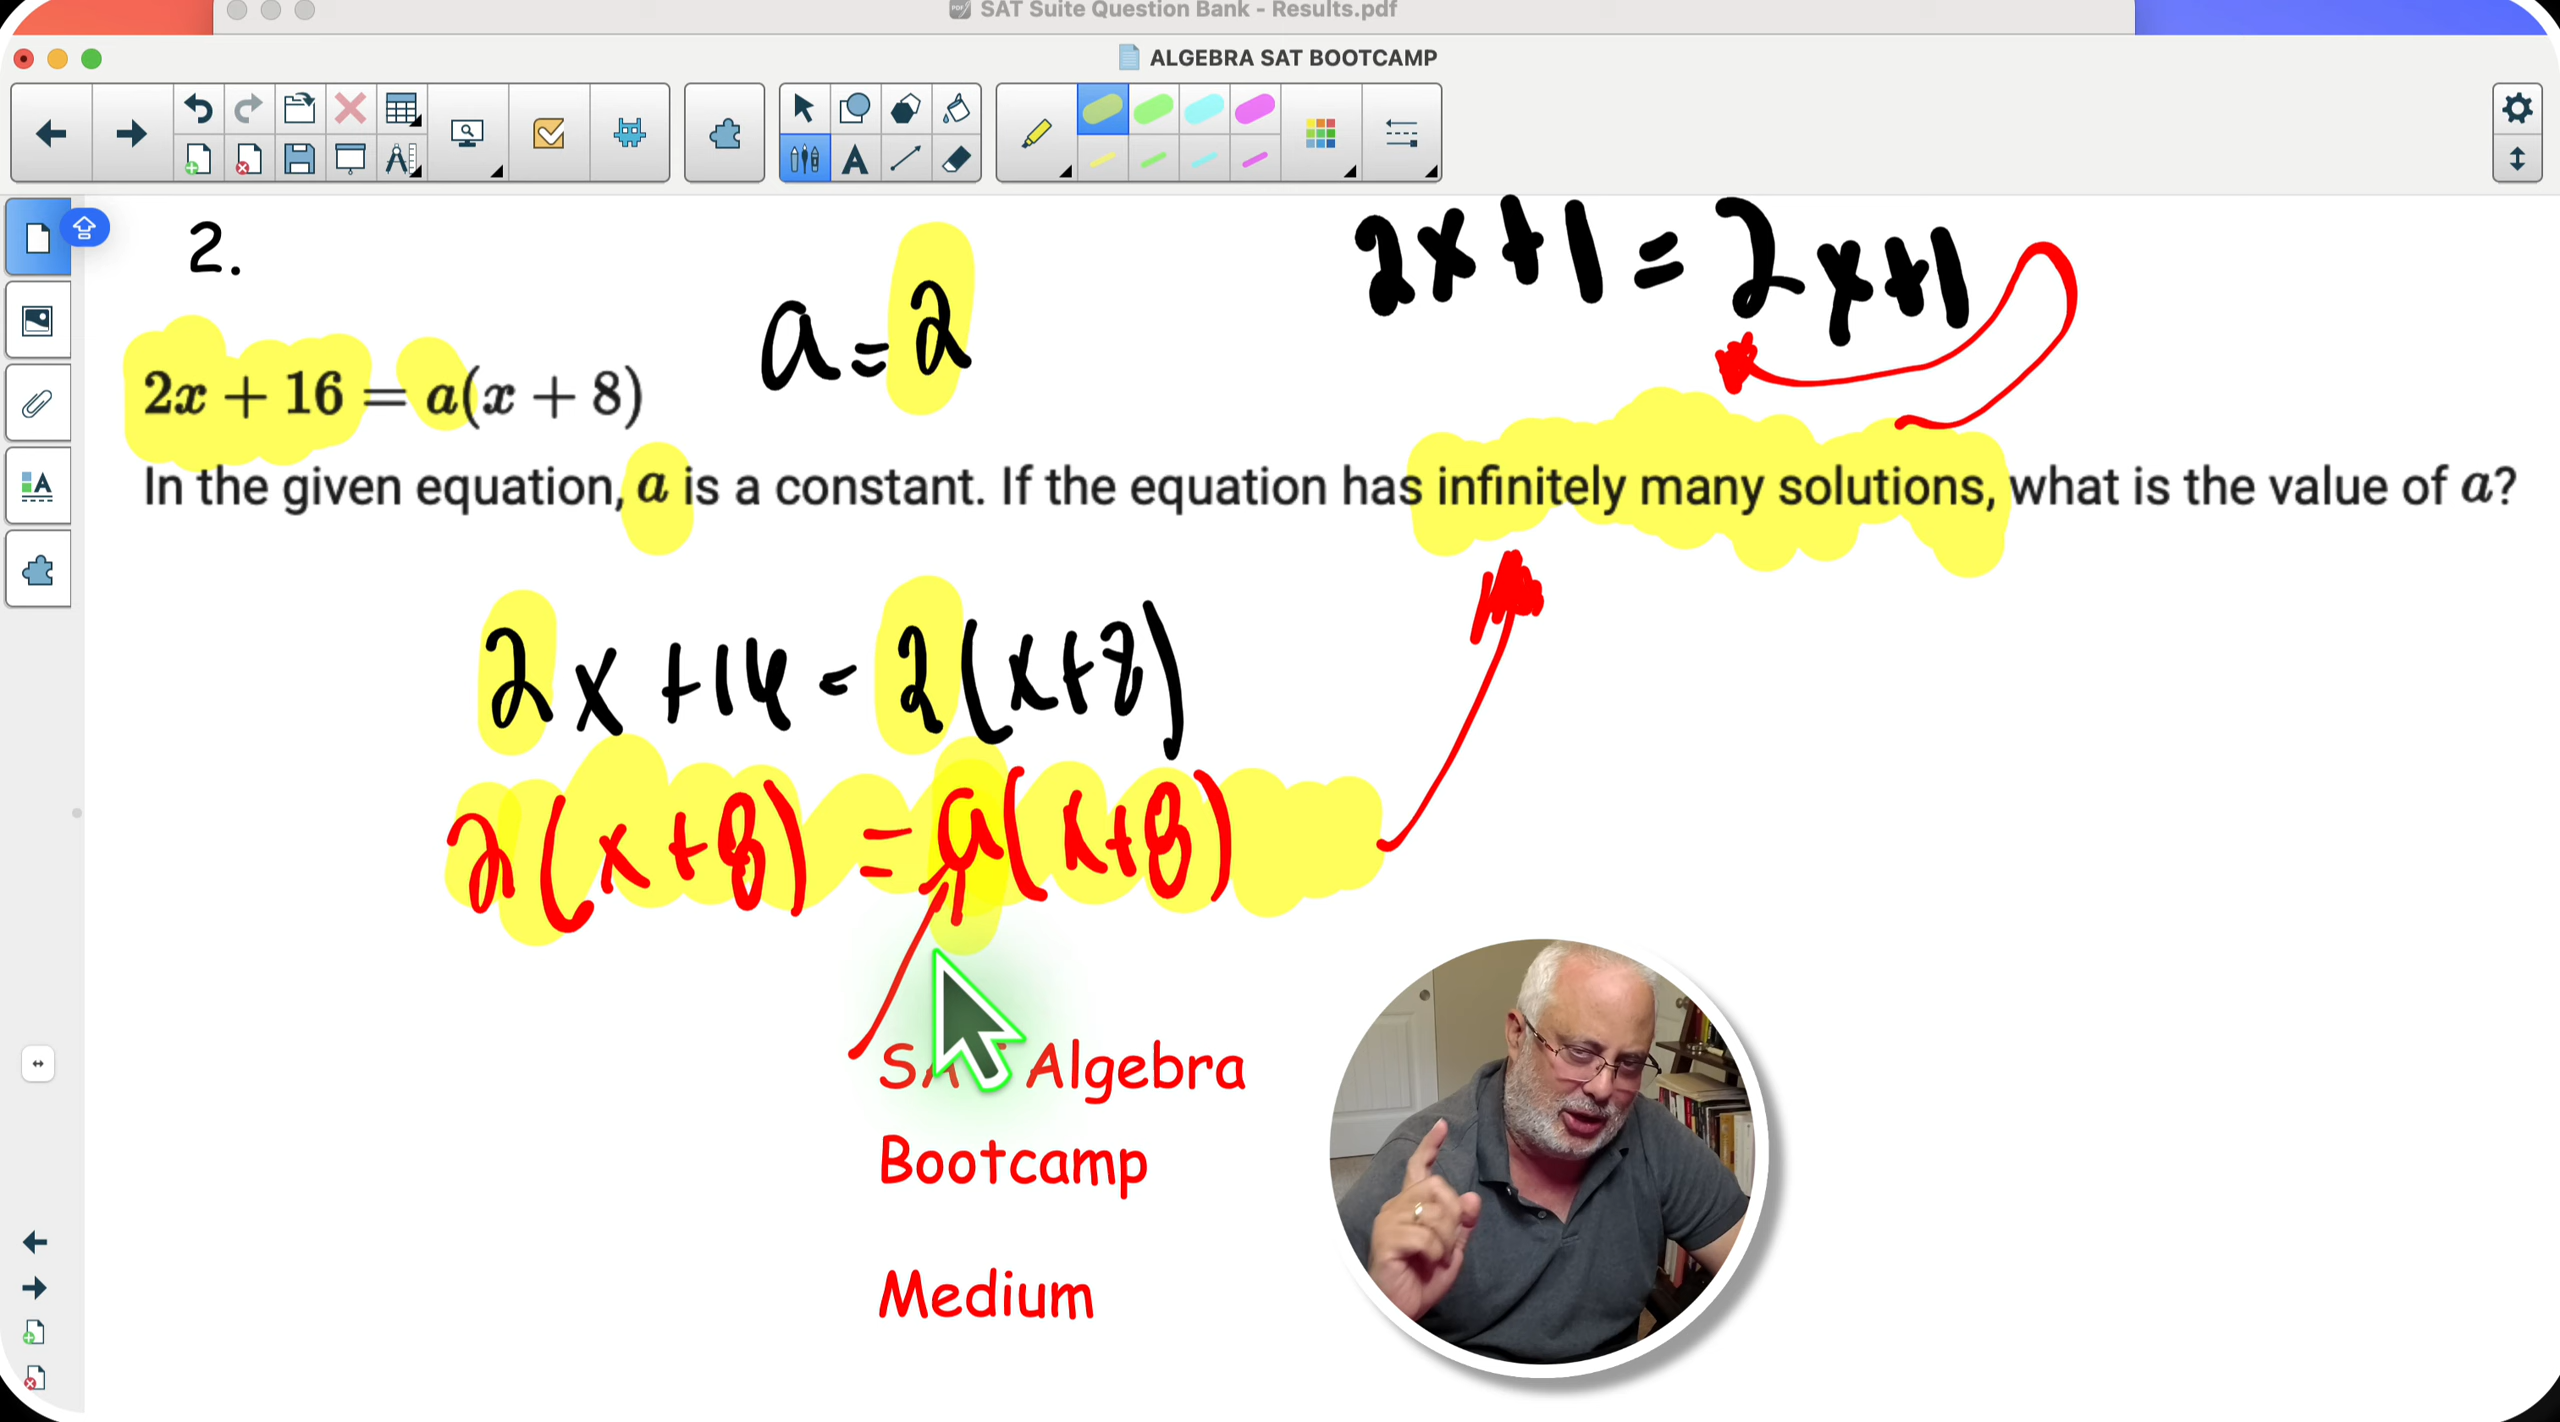 SAT Suite Question Bank - Results.pdf
ALGEBRA SAT BOOTCAMP
2.
a = 2
2x+1 = 2x+1
2x + 16 = a(x + 8)
In the given equation, a is a constant. If the equation has infinitely many solutions, what is the value of a?
2x +16 = 2(x+8)
2(x+8) = a(x+8)
SAT Algebra
Bootcamp
Medium